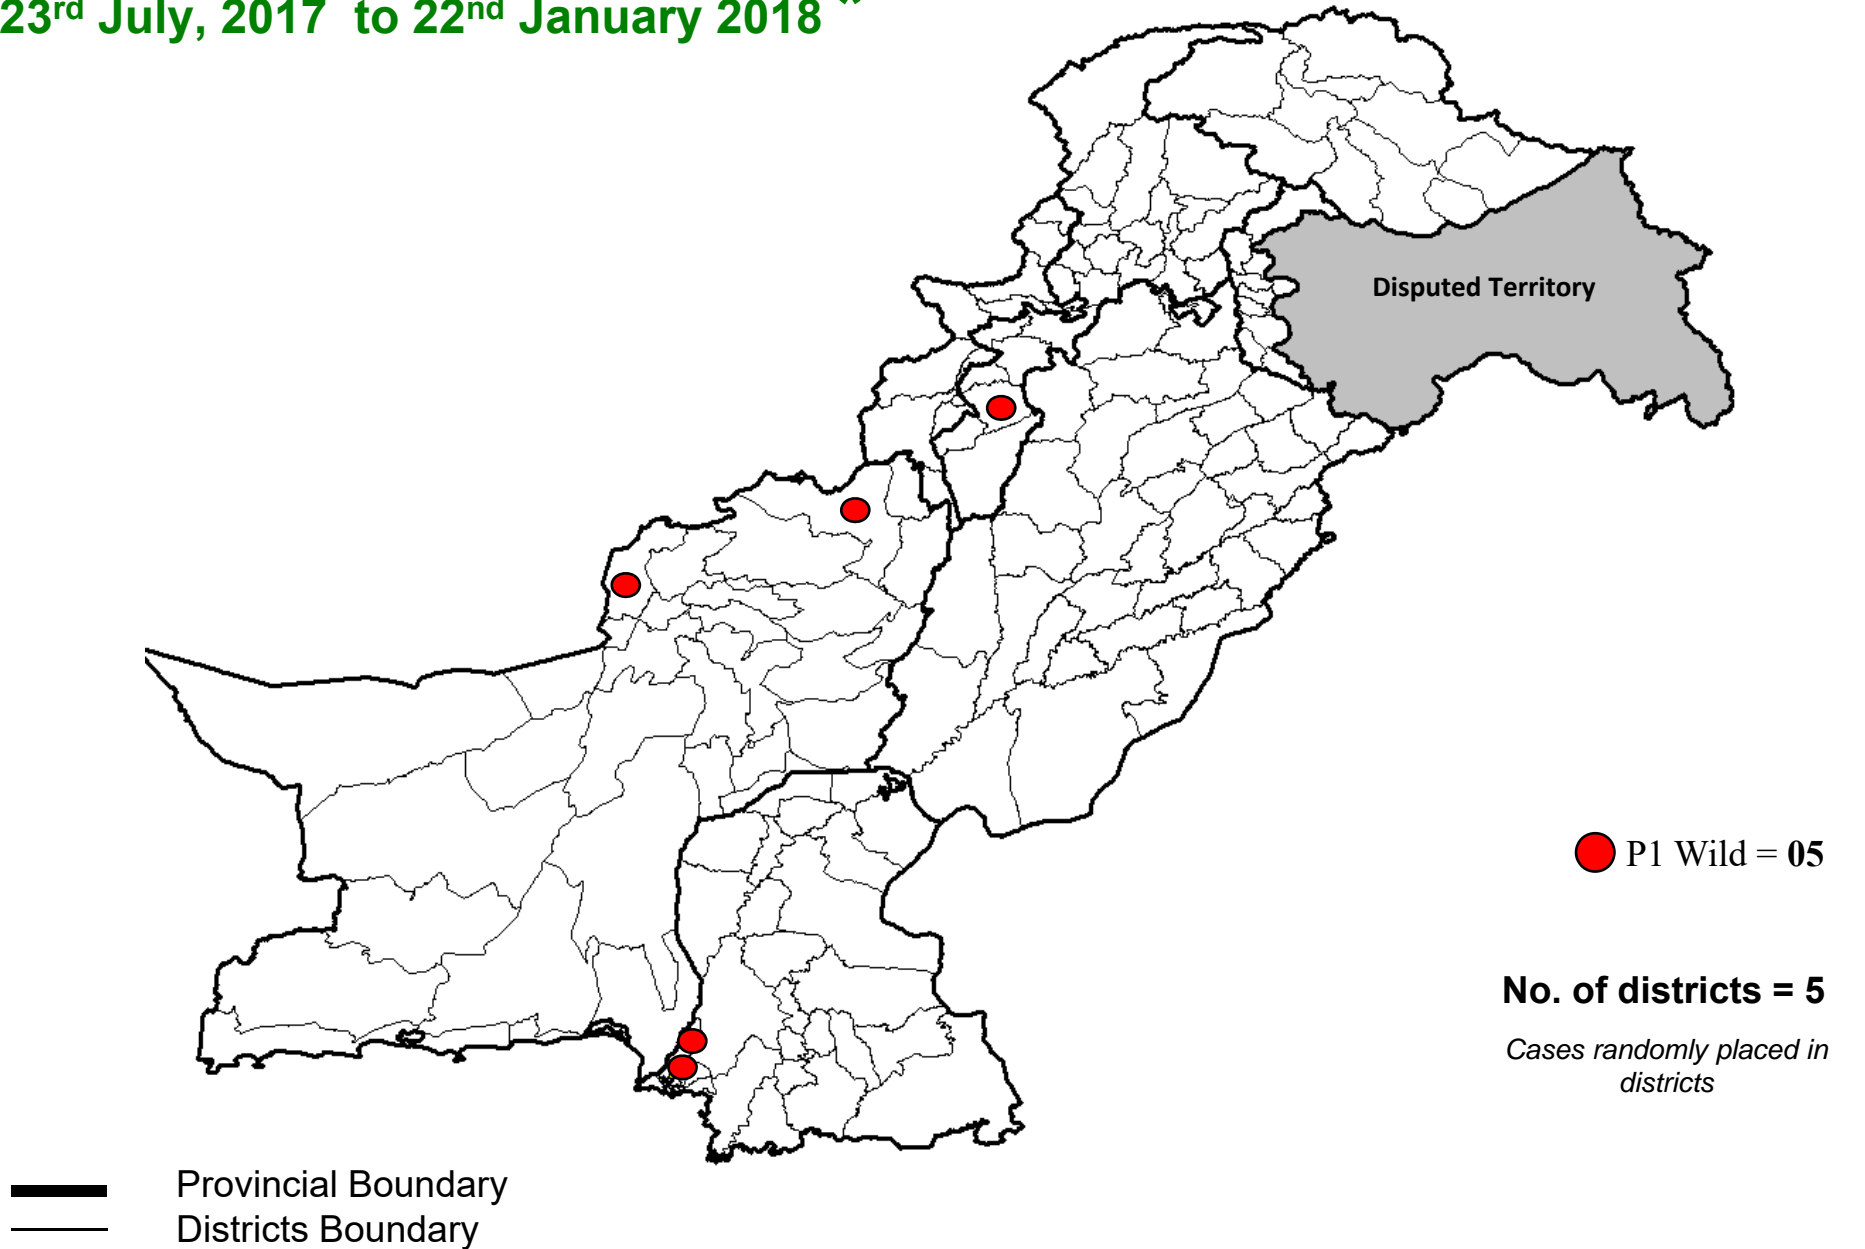 23rd July, 2017 to 22nd January 2018 *
Disputed Territory
P1 Wild = 05
No. of districts = 5
Cases randomly placed in
districts
Provincial Boundary
Districts Boundary